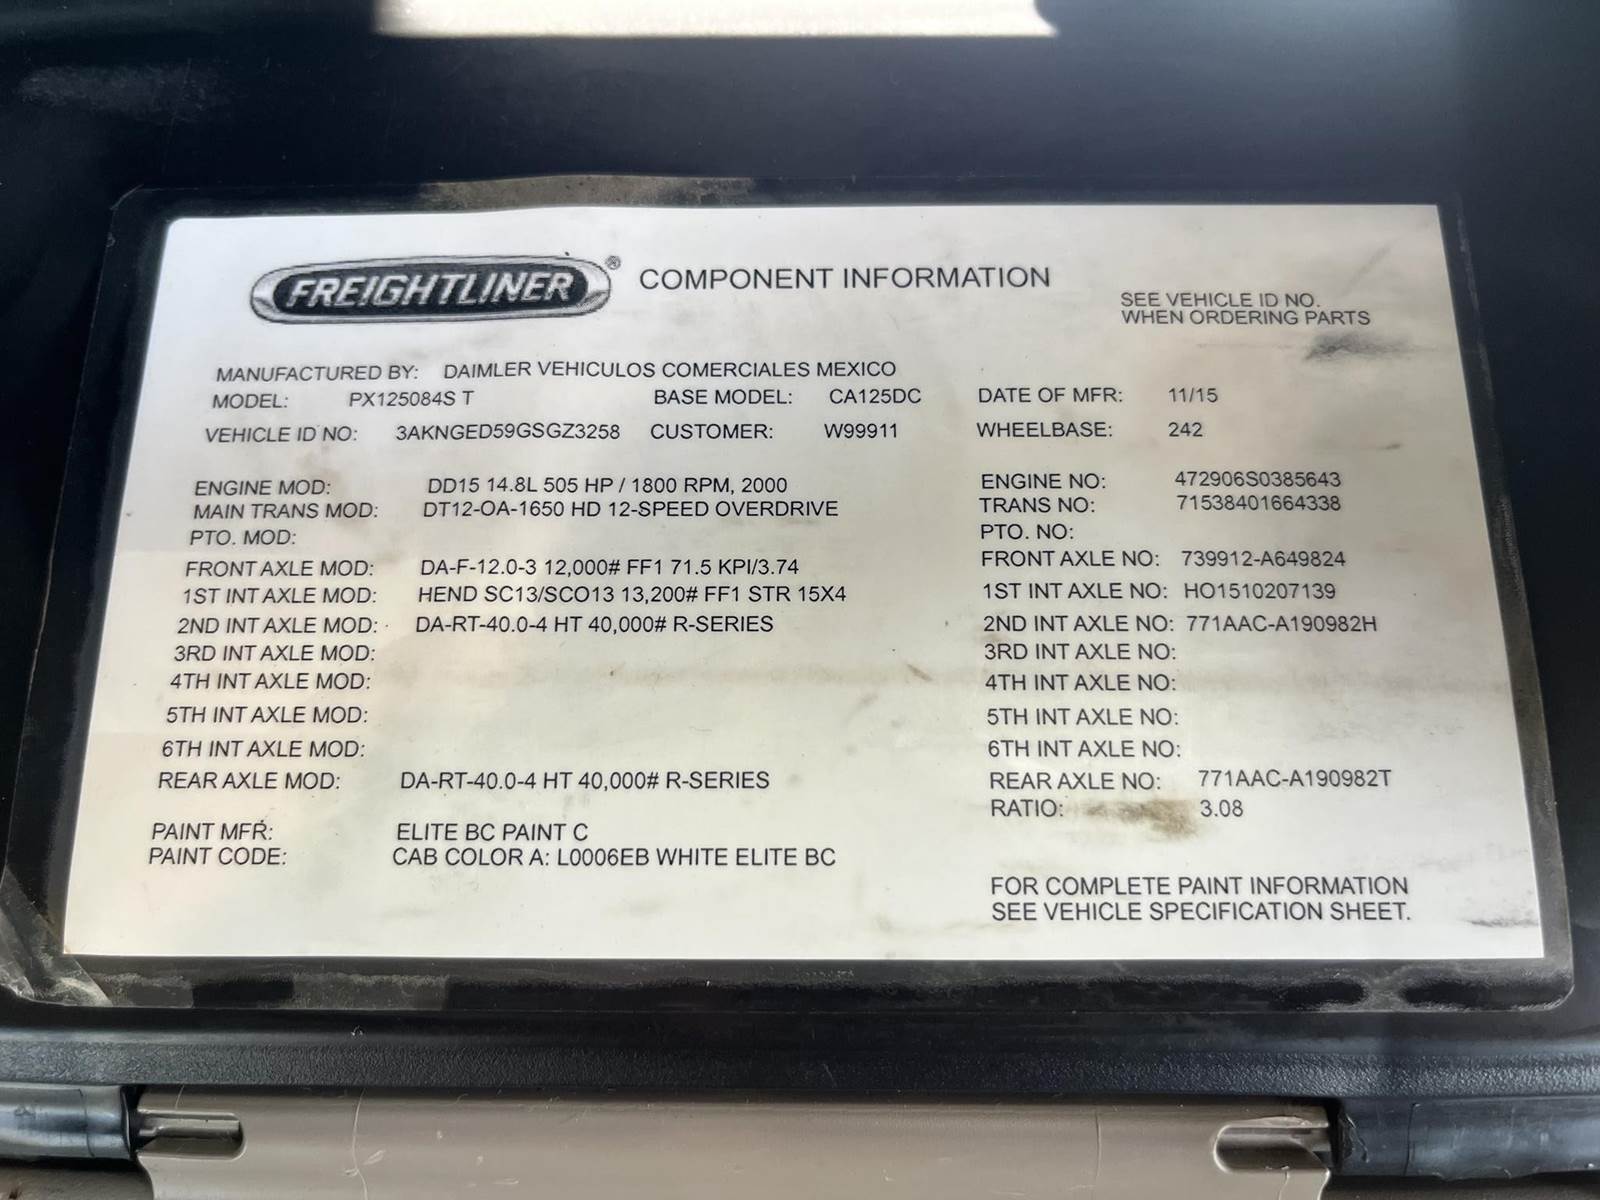 FREIGHTLINER® COMPONENT INFORMATION
SEE VEHICLE ID NO.
WHEN ORDERING PARTS
MANUFACTURED BY: DAIMLER VEHICULOS COMERCIALES MEXICO
MODEL: PX125084S T BASE MODEL: CA125DC DATE OF MFR: 11/15
VEHICLE ID NO: 3AKNGED59GSGZ3258 CUSTOMER: W99911 WHEELBASE: 242
ENGINE MOD: DD15 14.8L 505 HP / 1800 RPM, 2000 ENGINE NO: 472906S0385643
MAIN TRANS MOD: DT12-OA-1650 HD 12-SPEED OVERDRIVE TRANS NO: 71538401664338
PTO. MOD: PTO. NO:
FRONT AXLE MOD: DA-F-12.0-3 12,000# FF1 71.5 KPI/3.74 FRONT AXLE NO: 739912-A649824
1ST INT AXLE MOD: HEND SC13/SCO13 13,200# FF1 STR 15X4 1ST INT AXLE NO: HO1510207139
2ND INT AXLE MOD: DA-RT-40.0-4 HT 40,000# R-SERIES 2ND INT AXLE NO: 771AAC-A190982H
3RD INT AXLE MOD: 3RD INT AXLE NO:
4TH INT AXLE MOD: 4TH INT AXLE NO:
5TH INT AXLE MOD: 5TH INT AXLE NO:
6TH INT AXLE MOD: 6TH INT AXLE NO:
REAR AXLE MOD: DA-RT-40.0-4 HT 40,000# R-SERIES REAR AXLE NO: 771AAC-A190982T
RATIO: 3.08
PAINT MFR: ELITE BC PAINT C
PAINT CODE: CAB COLOR A: L0006EB WHITE ELITE BC
FOR COMPLETE PAINT INFORMATION
SEE VEHICLE SPECIFICATION SHEET.